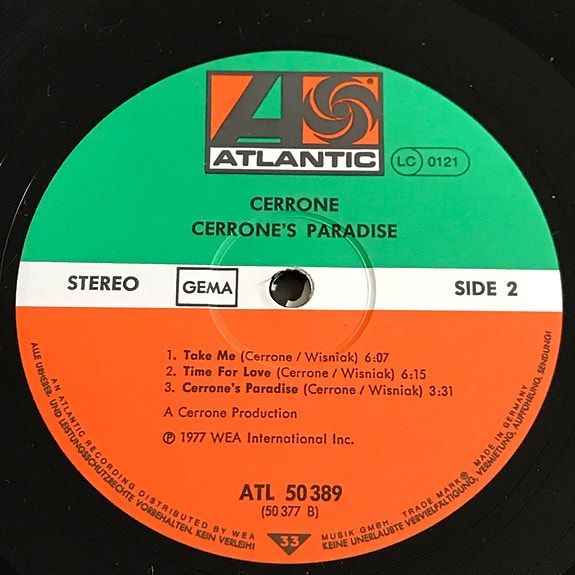 ATLANTIC
®
LC 0121
CERRONE
CERRONE'S PARADISE
STEREO
GEMA
SIDE 2
1. Take Me (Cerrone / Wisniak) 6:07
2. Time For Love (Cerrone / Wisniak) 6:15
3. Cerrone's Paradise (Cerrone / Wisniak) 3:31
A Cerrone Production
℗ 1977 WEA International Inc.
ATL 50 389
(50 377 B)
33
AN ATLANTIC RECORDING DISTRIBUTED BY WEA MUSIK GMBH. TRADE MARK® MADE IN GERMANY
ALLE URHEBER- UND LEISTUNGSSCHUTZRECHTE VORBEHALTEN. KEIN VERLEIH! KEINE UNERLAUBTE VERVIELFÄLTIGUNG, VERMIETUNG, AUFFÜHRUNG, SENDUNG!